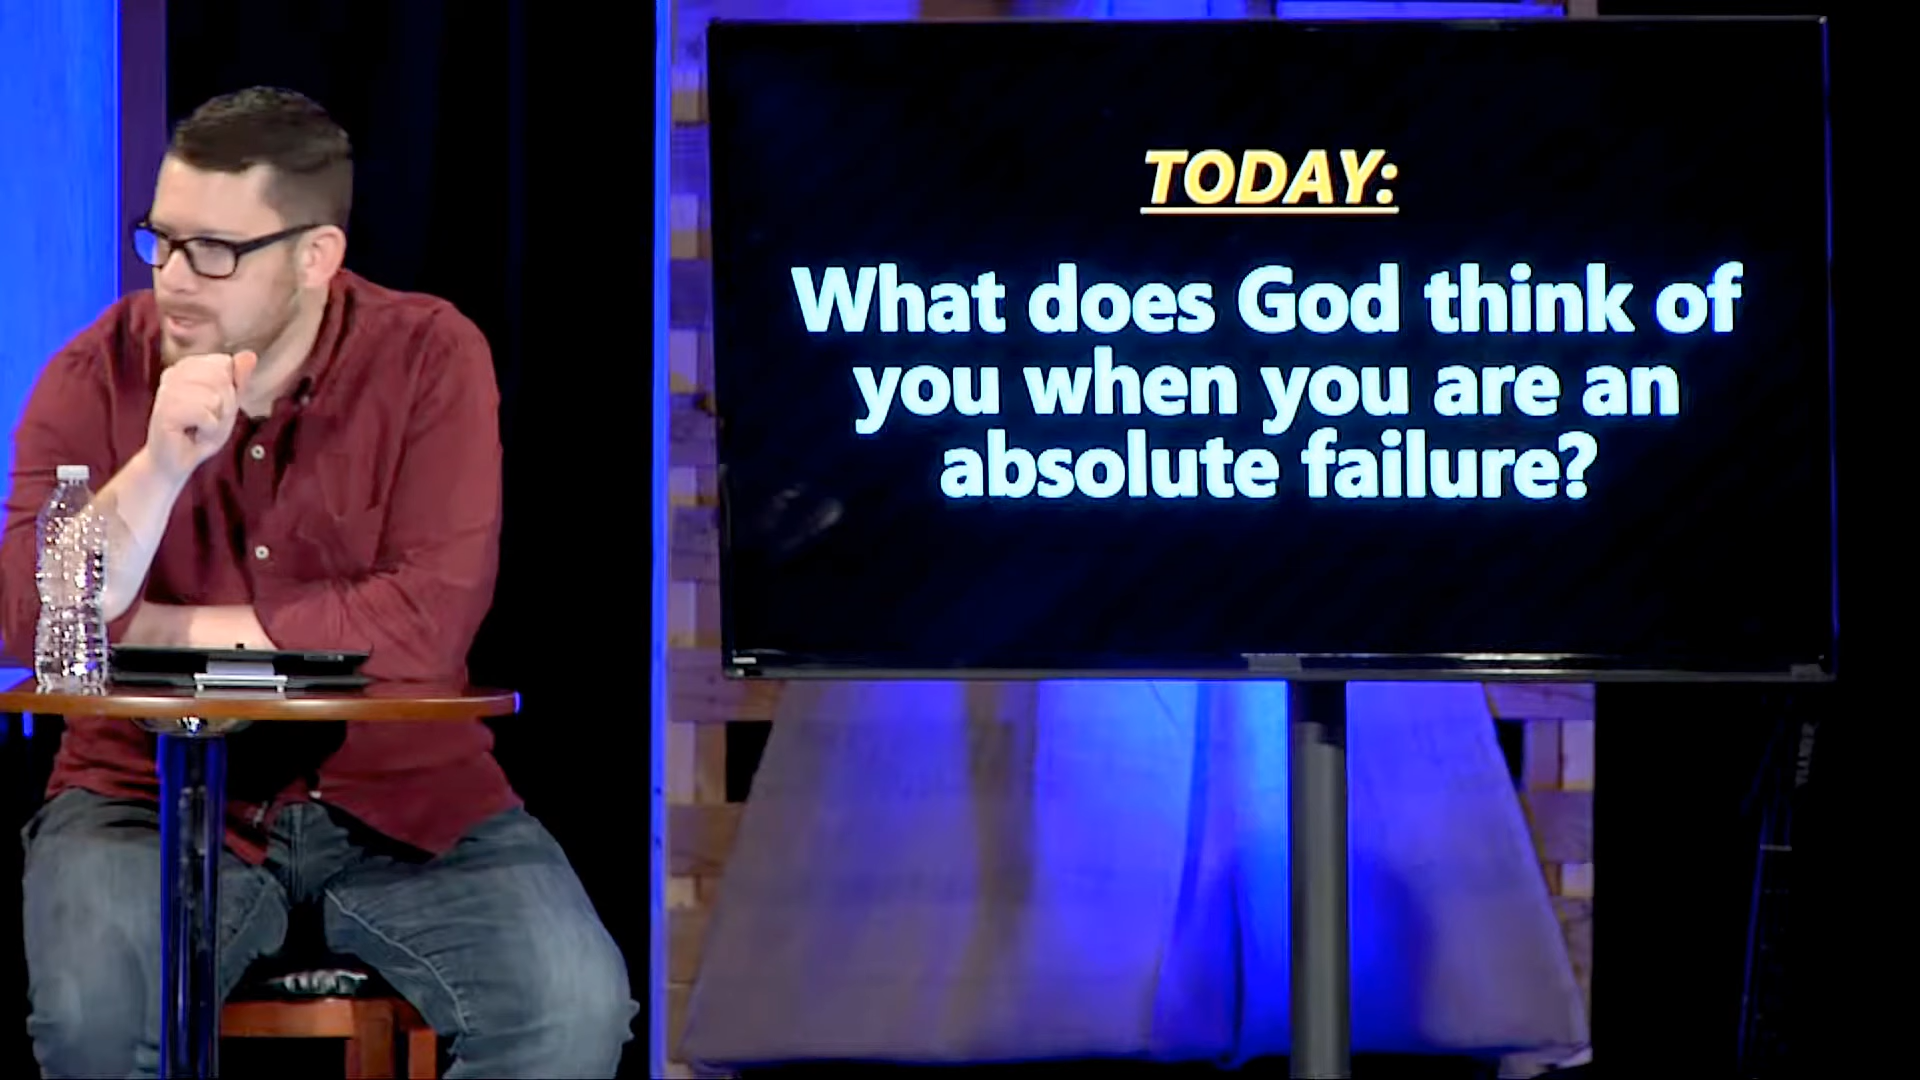 TODAY:
What does God think of
you when you are an
absolute failure?